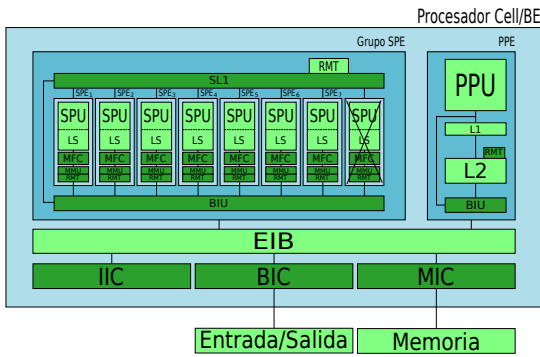 Procesador Cell/BE
Grupo SPE
PPE
RMT
SL1
SPE1 SPE2 SPE3 SPE4 SPE5 SPE6 SPE7
SPU SPU SPU SPU SPU SPU SPU SPU
LS LS LS LS LS LS LS LS
MFC MFC MFC MFC MFC MFC MFC MFC
MMU MMU MMU MMU MMU MMU MMU MMU
RMT RMT RMT RMT RMT RMT RMT RMT
BIU
PPU
L1
RMT
L2
BIU
EIB
IIC BIC MIC
Entrada/Salida Memoria